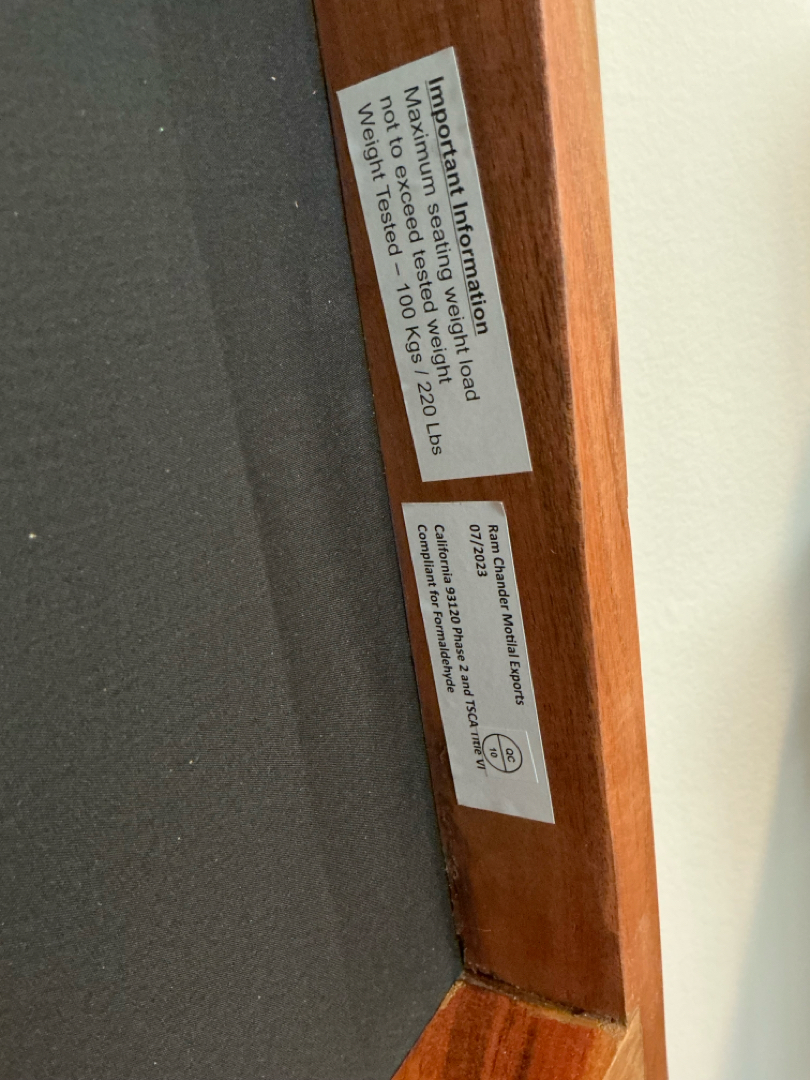 Important Information
Maximum seating weight load
not to exceed tested weight
Weight Tested – 100 Kgs / 220 Lbs
Ram Chander Motilal Exports
07/2023
California 93120 Phase 2 and TSCA Title VI
Compliant for Formaldehyde
QC
10